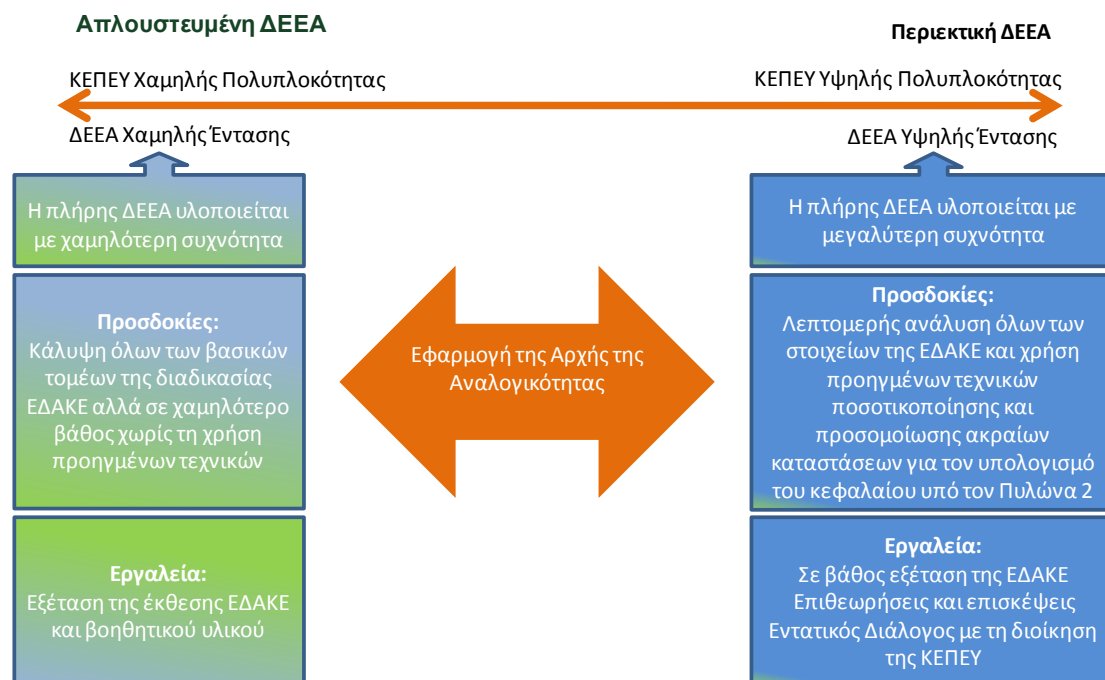 Απλουστευμένη ΔΕΕΑ
Περιεκτική ΔΕΕΑ
ΚΕΠΕΥ Χαμηλής Πολυπλοκότητας
ΚΕΠΕΥ Υψηλής Πολυπλοκότητας
ΔΕΕΑ Χαμηλής Έντασης
ΔΕΕΑ Υψηλής Έντασης
Η πλήρης ΔΕΕΑ υλοποιείται
με χαμηλότερη συχνότητα
Προσδοκίες:
Κάλυψη όλων των βασικών
τομέων της διαδικασίας
ΕΔΑΚΕ αλλά σε χαμηλότερο
βάθος χωρίς τη χρήση
προηγμένων τεχνικών
Εργαλεία:
Εξέταση της έκθεσης ΕΔΑΚΕ
και βοηθητικού υλικού
Εφαρμογή της Αρχής της
Αναλογικότητας
Η πλήρης ΔΕΕΑ υλοποιείται με
μεγαλύτερη συχνότητα
Προσδοκίες:
Λεπτομερής ανάλυση όλων των
στοιχείων της ΕΔΑΚΕ και χρήση
προηγμένων τεχνικών
ποσοτικοποίησης και
προσομοίωσης ακραίων
καταστάσεων για τον υπολογισμό
του κεφαλαίου υπό τον Πυλώνα 2
Εργαλεία:
Σε βάθος εξέταση της ΕΔΑΚΕ
Επιθεωρήσεις και επισκέψεις
Εντατικός Διάλογος με τη διοίκηση
της ΚΕΠΕΥ